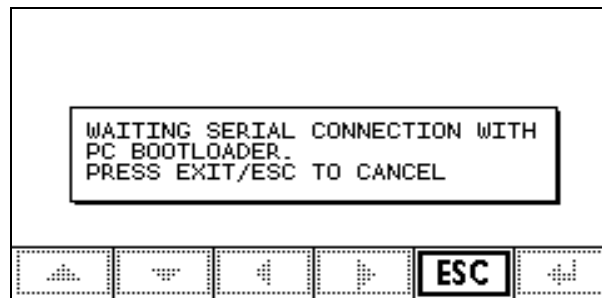 WAITING SERIAL CONNECTION WITH
PC BOOTLOADER.
PRESS EXIT/ESC TO CANCEL
ESC